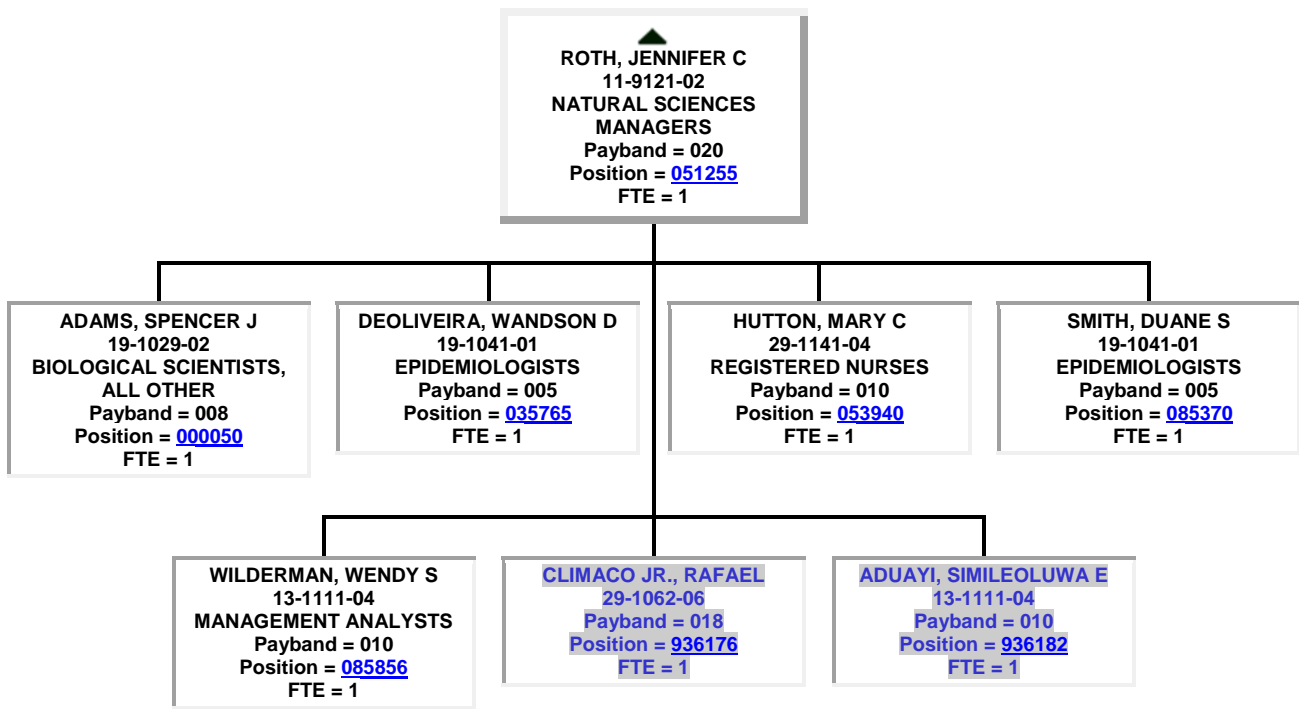 ROTH, JENNIFER C
11-9121-02
NATURAL SCIENCES
MANAGERS
Payband = 020
Position = 051255
FTE = 1
ADAMS, SPENCER J
19-1029-02
BIOLOGICAL SCIENTISTS,
ALL OTHER
Payband = 008
Position = 000050
FTE = 1
DEOLIVEIRA, WANDSON D
19-1041-01
EPIDEMIOLOGISTS
Payband = 005
Position = 035765
FTE = 1
HUTTON, MARY C
29-1141-04
REGISTERED NURSES
Payband = 010
Position = 053940
FTE = 1
SMITH, DUANE S
19-1041-01
EPIDEMIOLOGISTS
Payband = 005
Position = 085370
FTE = 1
WILDERMAN, WENDY S
13-1111-04
MANAGEMENT ANALYSTS
Payband = 010
Position = 085856
FTE = 1
CLIMACO JR., RAFAEL
29-1062-06
Payband = 018
Position = 936176
FTE = 1
ADUAYI, SIMILEOLUWA E
13-1111-04
Payband = 010
Position = 936182
FTE = 1